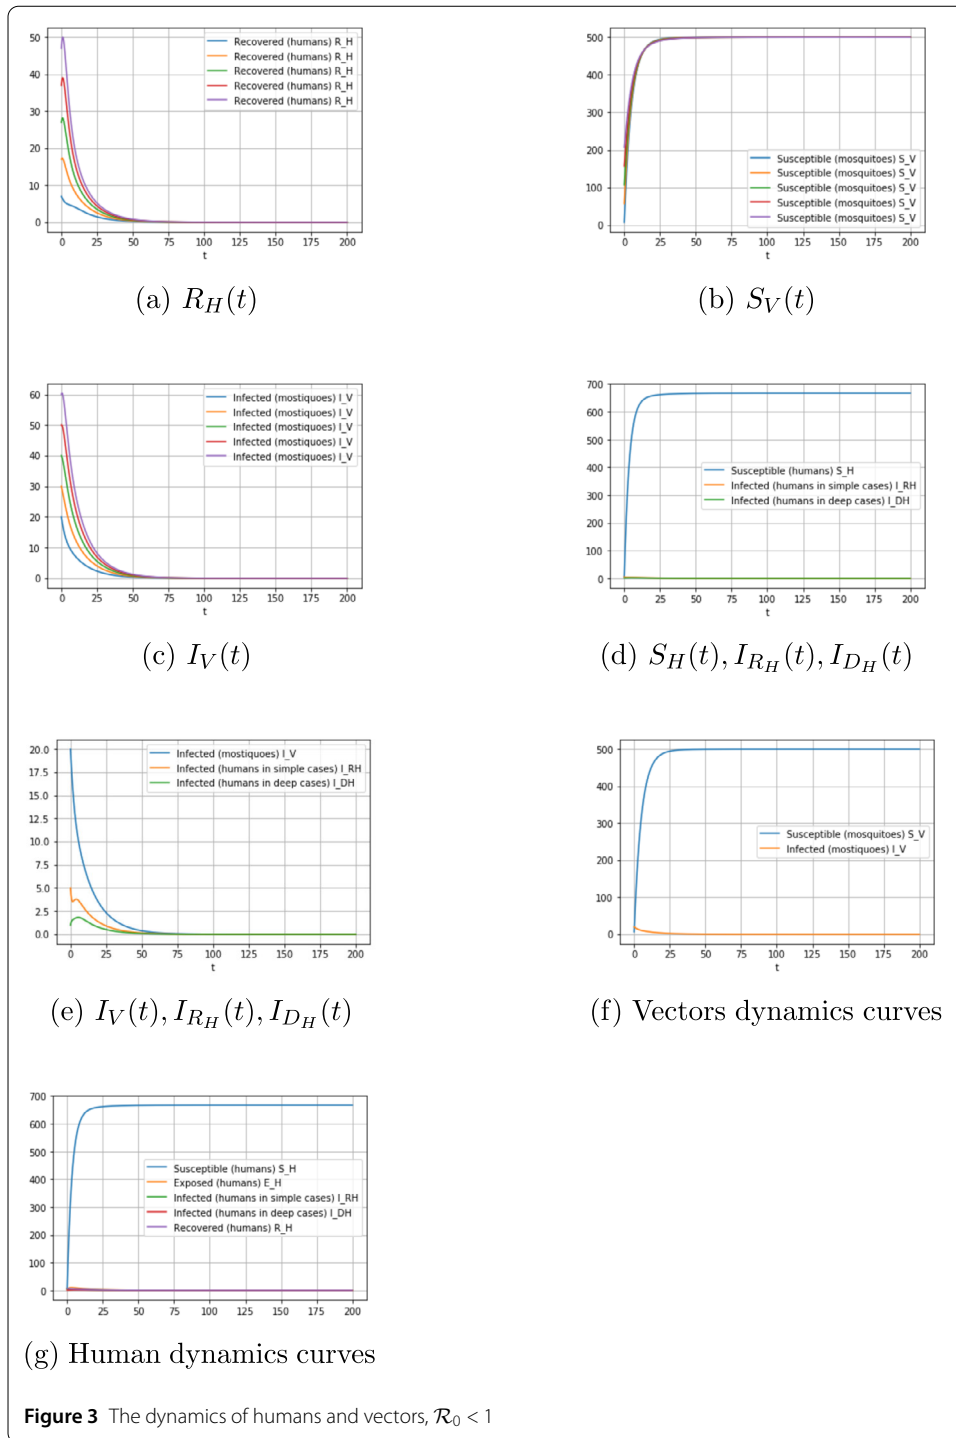 50
40
30
20
10
0
Recovered (humans) R_H
Recovered (humans) R_H
Recovered (humans) R_H
Recovered (humans) R_H
Recovered (humans) R_H
0 25 50 75 100 125 150 175 200
t
(a) R_H(t)
500
400
300
200
100
0
Susceptible (mosquitoes) S_V
Susceptible (mosquitoes) S_V
Susceptible (mosquitoes) S_V
Susceptible (mosquitoes) S_V
Susceptible (mosquitoes) S_V
0 25 50 75 100 125 150 175 200
t
(b) S_V(t)
60
50
40
30
20
10
0
Infected (mostiquoes) I_V
Infected (mostiquoes) I_V
Infected (mostiquoes) I_V
Infected (mostiquoes) I_V
Infected (mostiquoes) I_V
0 25 50 75 100 125 150 175 200
t
(c) I_V(t)
700
600
500
400
300
200
100
0
Susceptible (humans) S_H
Infected (humans in simple cases) I_RH
Infected (humans in deep cases) I_DH
0 25 50 75 100 125 150 175 200
t
(d) S_H(t), I_{R_H}(t), I_{D_H}(t)
20.0
17.5
15.0
12.5
10.0
7.5
5.0
2.5
0.0
Infected (mostiquoes) I_V
Infected (humans in simple cases) I_RH
Infected (humans in deep cases) I_DH
0 25 50 75 100 125 150 175 200
t
(e) I_V(t), I_{R_H}(t), I_{D_H}(t)
500
400
300
200
100
0
Susceptible (mosquitoes) S_V
Infected (mostiquoes) I_V
0 25 50 75 100 125 150 175 200
t
(f) Vectors dynamics curves
700
600
500
400
300
200
100
0
Susceptible (humans) S_H
Exposed (humans) E_H
Infected (humans in simple cases) I_RH
Infected (humans in deep cases) I_DH
Recovered (humans) R_H
0 25 50 75 100 125 150 175 200
(g) Human dynamics curves
Figure 3 The dynamics of humans and vectors, R₀ < 1